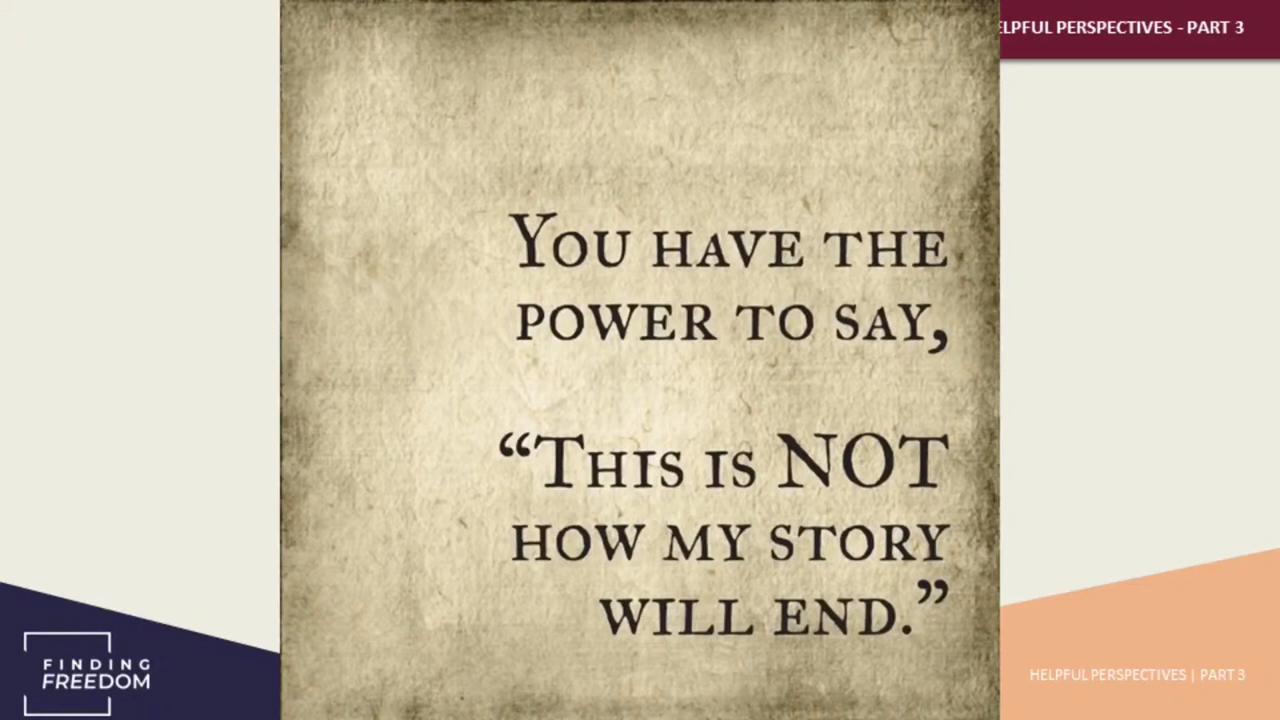 ELPFUL PERSPECTIVES - PART 3
You have the
power to say,
“This is NOT
how my story
will end.”
FINDING
FREEDOM
HELPFUL PERSPECTIVES | PART 3